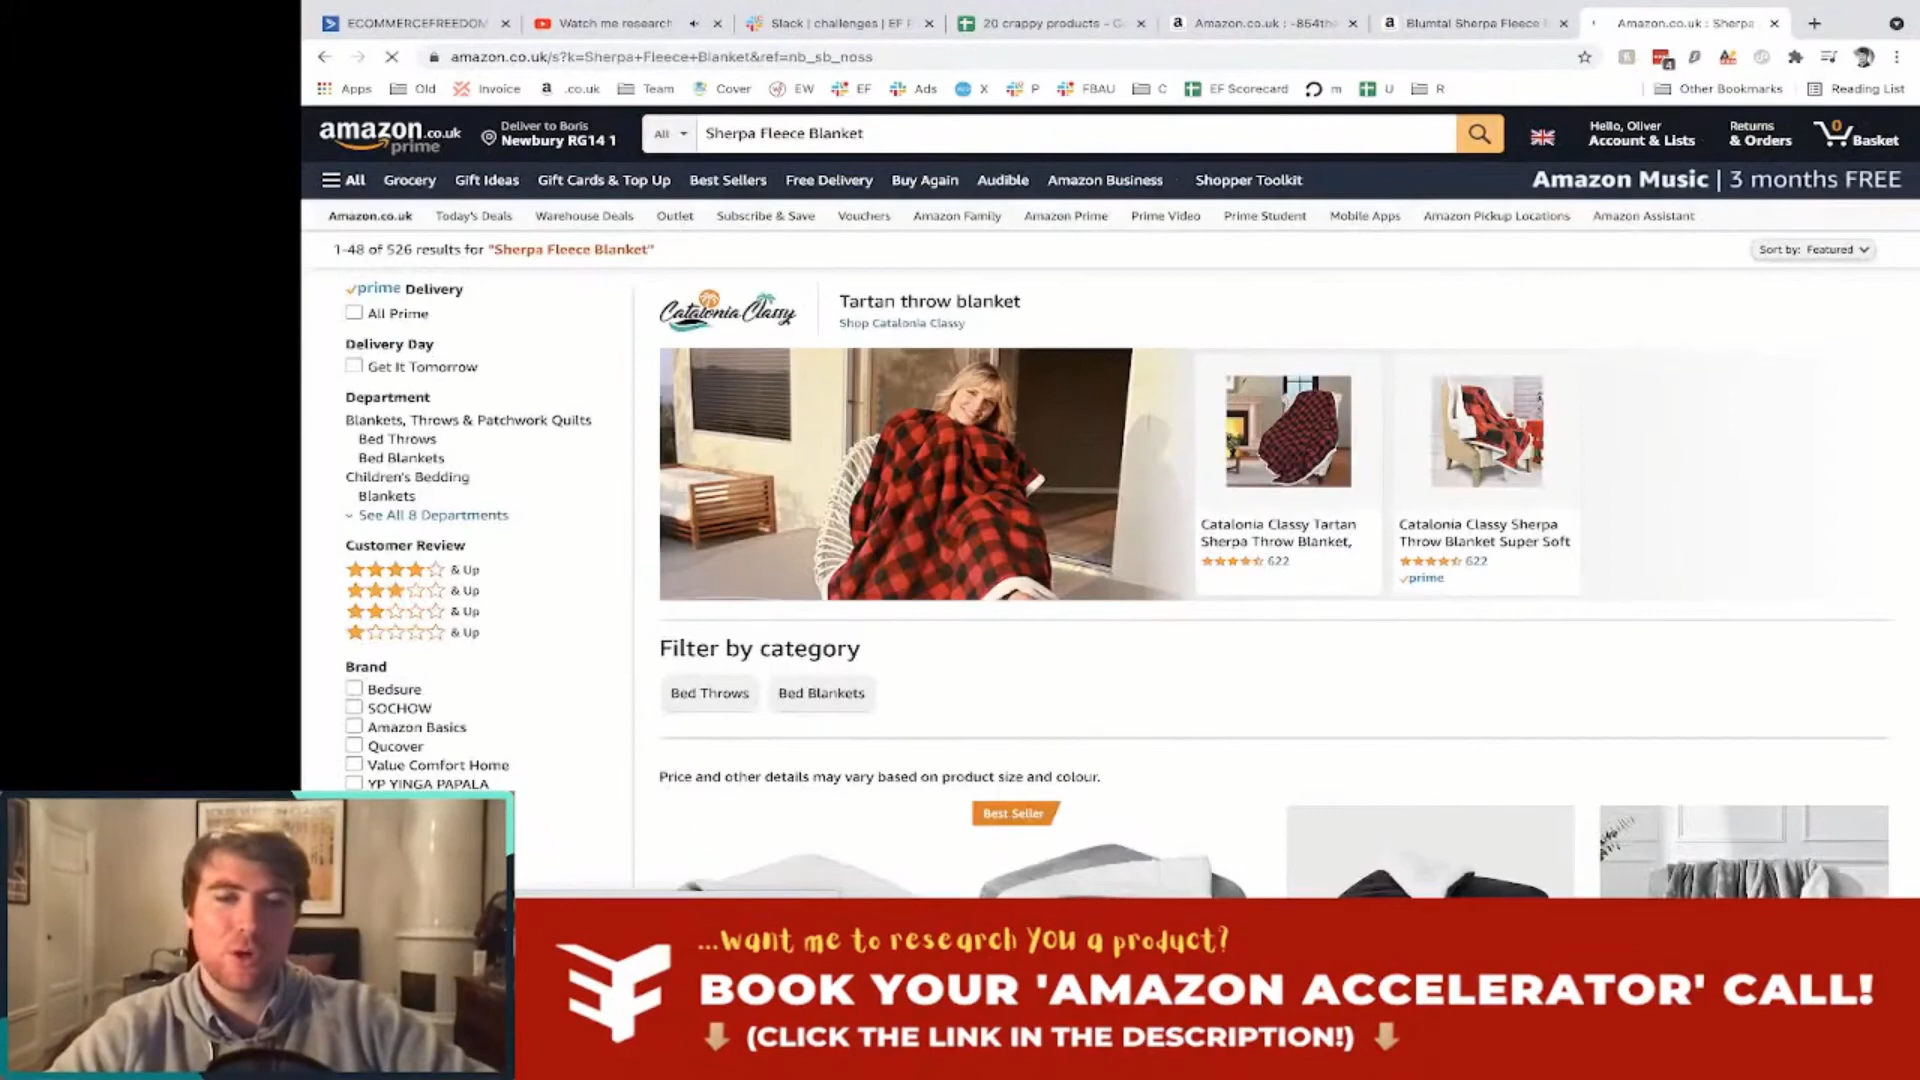 ECOMMERCEFREEDOM
Watch me research
Slack | challenges | EF
20 crappy products - G
Amazon.co.uk : -854th
Blumtal Sherpa Fleece
Amazon.co.uk : Sherpa
amazon.co.uk/s?k=Sherpa+Fleece+Blanket&ref=nb_sb_noss
Apps Old Invoice .co.uk Team Cover EW EF Ads X P FBAU C EF Scorecard m U R Other Bookmarks Reading List
amazon.co.uk
prime
Deliver to Boris
Newbury RG14 1
All
Sherpa Fleece Blanket
Hello, Oliver
Account & Lists
Returns
& Orders
0
Basket
All Grocery Gift Ideas Gift Cards & Top Up Best Sellers Free Delivery Buy Again Audible Amazon Business Shopper Toolkit
Amazon Music | 3 months FREE
Amazon.co.uk Today's Deals Warehouse Deals Outlet Subscribe & Save Vouchers Amazon Family Amazon Prime Prime Video Prime Student Mobile Apps Amazon Pickup Locations Amazon Assistant
1-48 of 526 results for "Sherpa Fleece Blanket"
Sort by: Featured
prime Delivery
All Prime
Delivery Day
Get It Tomorrow
Department
Blankets, Throws & Patchwork Quilts
Bed Throws
Bed Blankets
Children's Bedding
Blankets
See All 8 Departments
Customer Review
& Up
& Up
& Up
& Up
Brand
Bedsure
SOCHOW
Amazon Basics
Qucover
Value Comfort Home
YP YINGA PAPALA
Catalonia Classy
Tartan throw blanket
Shop Catalonia Classy
Catalonia Classy Tartan
Sherpa Throw Blanket,
622
Catalonia Classy Sherpa
Throw Blanket Super Soft
622
prime
Filter by category
Bed Throws
Bed Blankets
Price and other details may vary based on product size and colour.
Best Seller
...want me to research YOU a product?
BOOK YOUR 'AMAZON ACCELERATOR' CALL!
(CLICK THE LINK IN THE DESCRIPTION!)